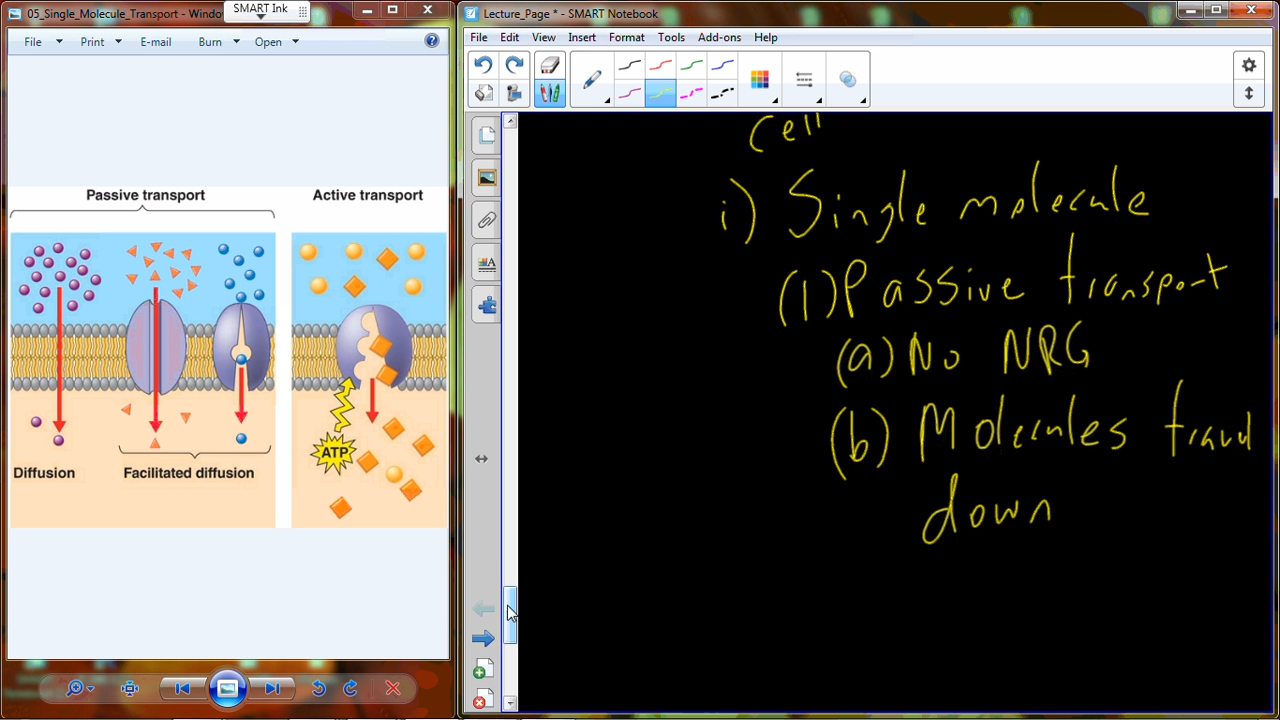 05_Single_Molecule_Transport - Window
SMART Ink
File Print E-mail Burn Open
Passive transport
Active transport
ATP
Diffusion
Facilitated diffusion
Lecture_Page * - SMART Notebook
File Edit View Insert Format Tools Add-ons Help
Cell
i) Single molecule
(1) Passive transport
(a) No NRG
(b) Molecules
down